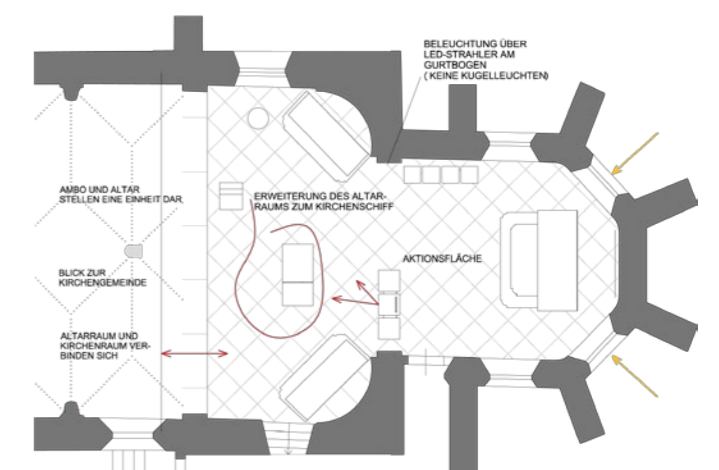 BELEUCHTUNG ÜBER
LED-STRAHLER AM
GURTBOGEN
( KEINE KUGELLEUCHTEN)
AMBO UND ALTAR
STELLEN EINE EINHEIT DAR
ERWEITERUNG DES ALTAR-
RAUMS ZUM KIRCHENSCHIFF
AKTIONSFLÄCHE
BLICK ZUR
KIRCHENGEMEINDE
ALTARRAUM UND
KIRCHENRAUM VER-
BINDEN SICH